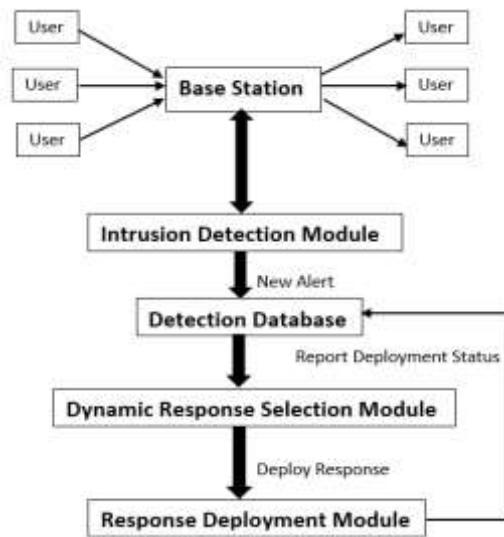 User
User
User
Base Station
User
User
User
Intrusion Detection Module
New Alert
Detection Database
Report Deployment Status
Dynamic Response Selection Module
Deploy Response
Response Deployment Module